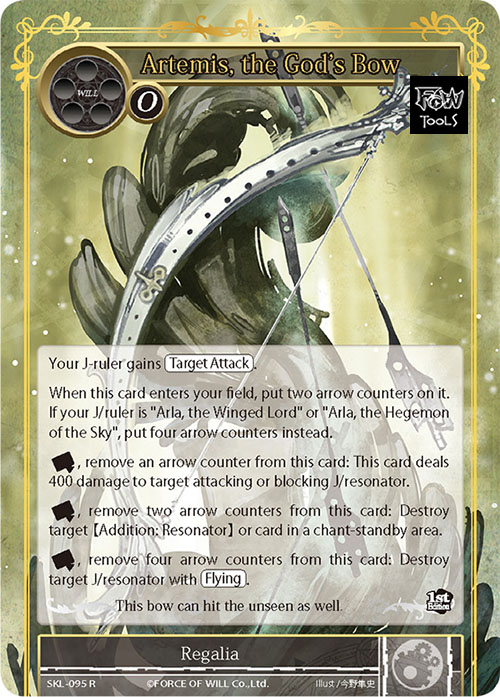 Artemis, the God's Bow
WILL
0
FOW
TOOLS
Your J-ruler gains Target Attack.
When this card enters your field, put two arrow counters on it.
If your J/ruler is "Arla, the Winged Lord" or "Arla, the Hegemon
of the Sky", put four arrow counters instead.
, remove an arrow counter from this card: This card deals
400 damage to target attacking or blocking J/resonator.
, remove two arrow counters from this card: Destroy
target【Addition: Resonator】or card in a chant-standby area.
, remove four arrow counters from this card: Destroy
target J/resonator with Flying.
This bow can hit the unseen as well.
1st
Edition
Regalia
SKL-095 R ©FORCE OF WILL Co.,Ltd. Illust/今野隼史